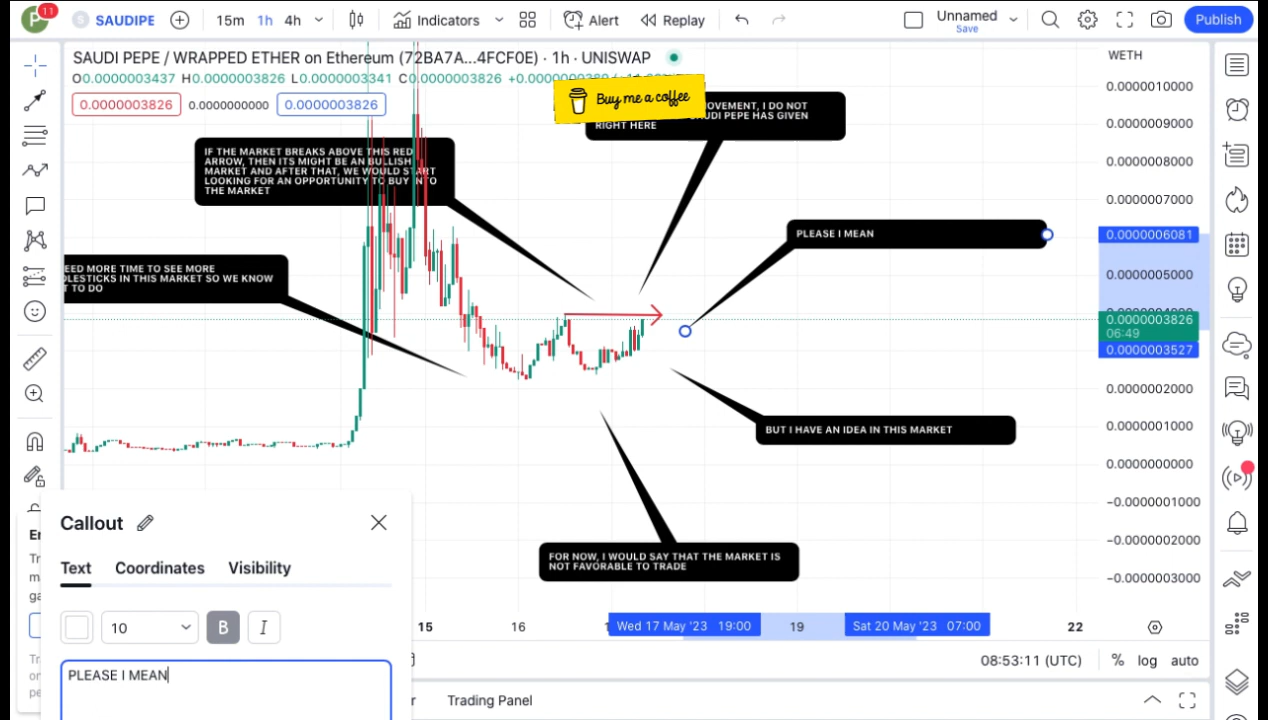 P
11
S
SAUDIPE
15m
1h
4h
Indicators
Alert
Replay
Unnamed
Save
Publish
SAUDI PEPE / WRAPPED ETHER on Ethereum (72BA7A...4FCF0E) · 1h · UNISWAP
WETH
O0.0000003437 H0.0000003826 L0.0000003341 C0.0000003826
0.0000003826
0.0000000000
0.0000003826
Buy me a coffee
OVEMENT, I DO NOT
UDI PEPE HAS GIVEN
RIGHT HERE
IF THE MARKET BREAKS ABOVE THIS RED
ARROW, THEN ITS MIGHT BE AN BULLISH
MARKET AND AFTER THAT, WE WOULD START
LOOKING FOR AN OPPORTUNITY TO BUY INTO
THE MARKET
PLEASE I MEAN
EED MORE TIME TO SEE MORE
LESTICKS IN THIS MARKET SO WE KNOW
T TO DO
BUT I HAVE AN IDEA IN THIS MARKET
FOR NOW, I WOULD SAY THAT THE MARKET IS
NOT FAVORABLE TO TRADE
0.0000010000
0.0000009000
0.0000008000
0.0000007000
0.0000006081
0.0000005000
0.0000003826
06:49
0.0000003527
0.0000002000
0.0000001000
0.0000000000
−0.0000001000
−0.0000002000
−0.0000003000
Callout
Text
Coordinates
Visibility
10
B
I
PLEASE I MEAN
Er
Tr
m
ga
Tr
on
pe
15
16
Wed 17 May '23 19:00
19
Sat 20 May '23 07:00
22
08:53:11 (UTC)
%
log
auto
r
Trading Panel